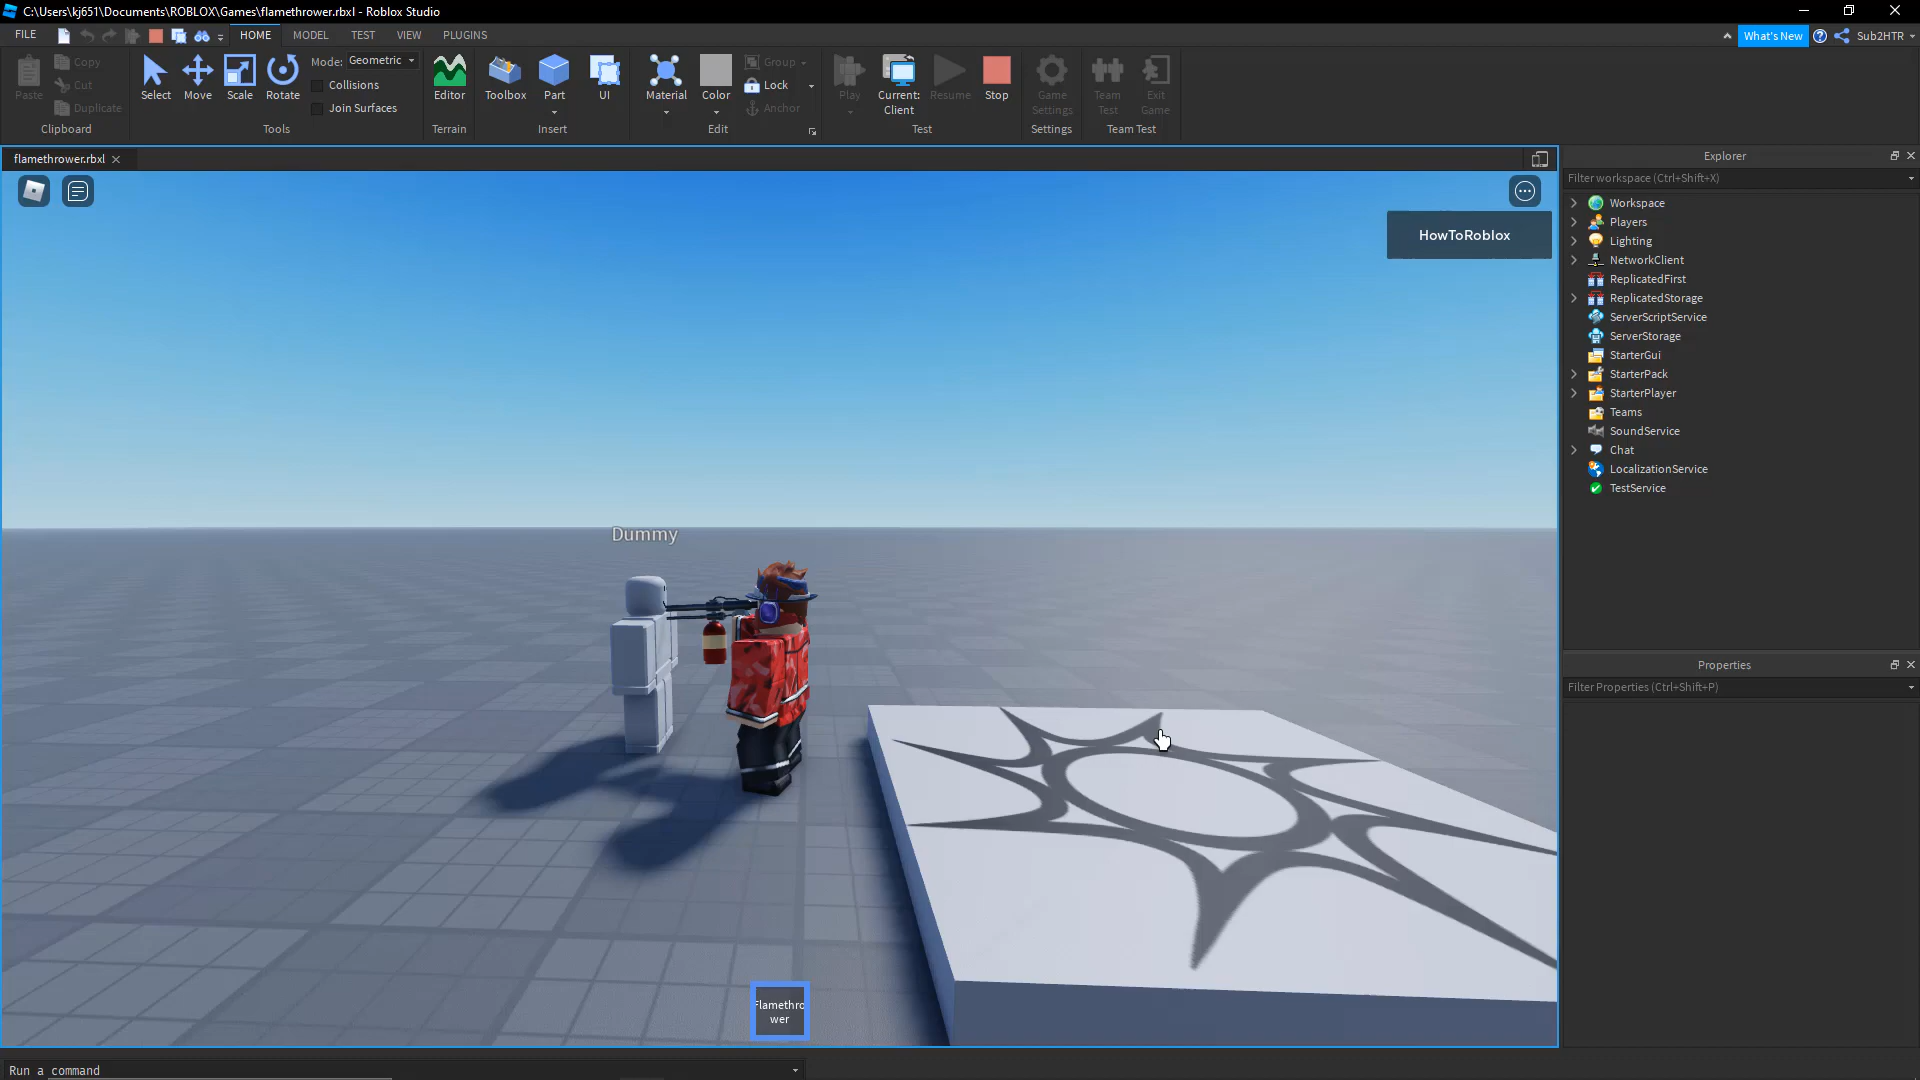 C:\Users\kj651\Documents\ROBLOX\Games\flamethrower.rbxl - Roblox Studio
FILE
HOME
MODEL
TEST
VIEW
PLUGINS
What's New
Sub2HTR
Paste
Copy
Cut
Duplicate
Clipboard
Select
Move
Scale
Rotate
Mode: Geometric
Collisions
Join Surfaces
Tools
Editor
Terrain
Toolbox
Part
UI
Insert
Material
Color
Group
Lock
Anchor
Edit
Play
Current:
Client
Resume
Stop
Test
Game
Settings
Settings
Team
Test
Exit
Game
Team Test
flamethrower.rbxl
HowToRoblox
Dummy
Flamethro
wer
Explorer
Filter workspace (Ctrl+Shift+X)
Workspace
Players
Lighting
NetworkClient
ReplicatedFirst
ReplicatedStorage
ServerScriptService
ServerStorage
StarterGui
StarterPack
StarterPlayer
Teams
SoundService
Chat
LocalizationService
TestService
Properties
Filter Properties (Ctrl+Shift+P)
Run a command